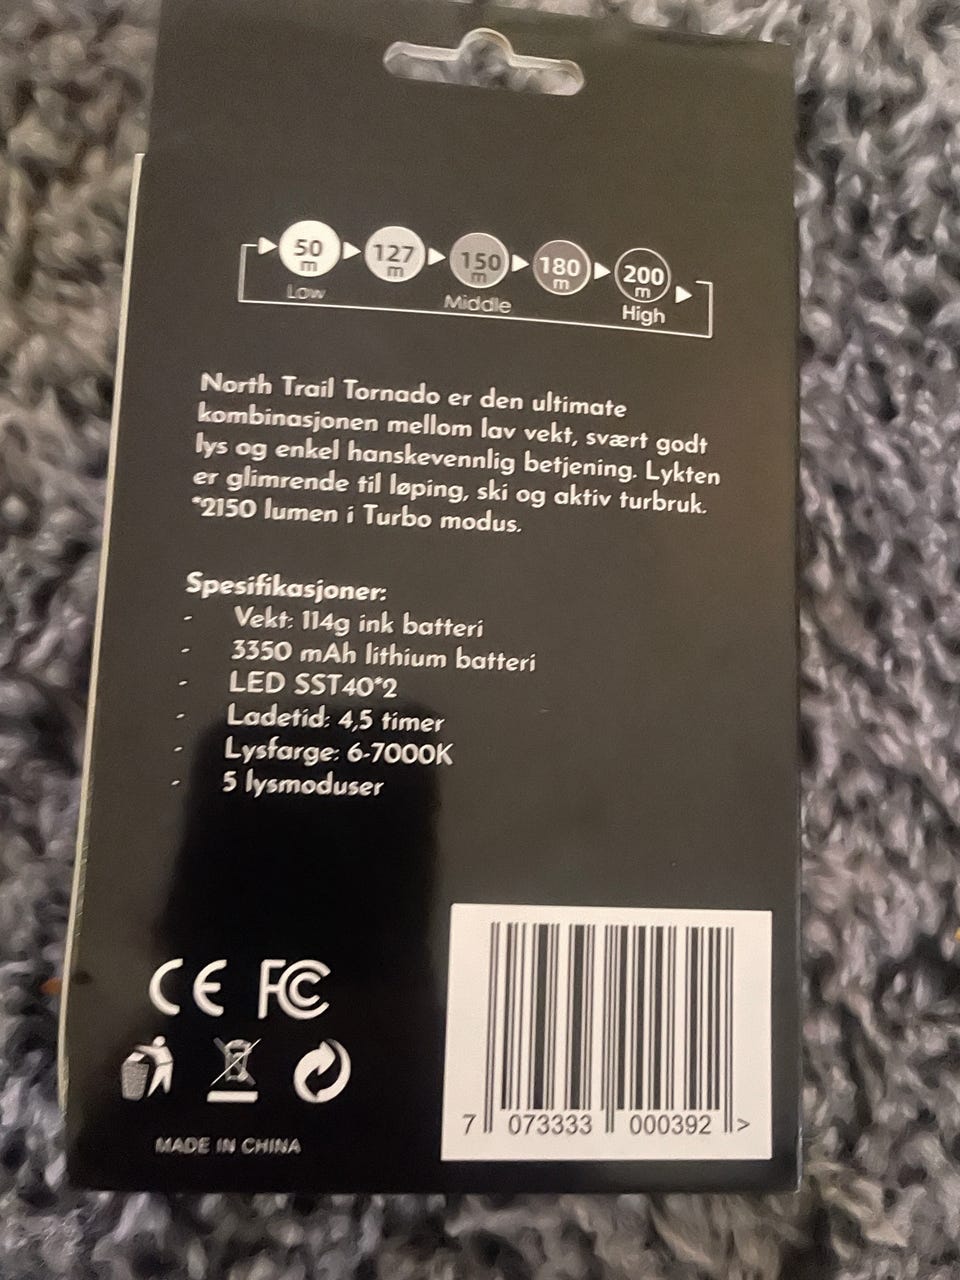 50 m
127 m
150 m
180 m
200 m
Low
Middle
High
North Trail Tornado er den ultimate
kombinasjonen mellom lav vekt, svært godt
lys og enkel hanskevennlig betjening. Lykten
er glimrende til løping, ski og aktiv turbruk.
*2150 lumen i Turbo modus.
Spesifikasjoner:
- Vekt: 114g ink batteri
- 3350 mAh lithium batteri
- LED SST40*2
- Ladetid: 4,5 timer
- Lysfarge: 6-7000K
- 5 lysmoduser
CE FC
MADE IN CHINA
7 073333 000392 >